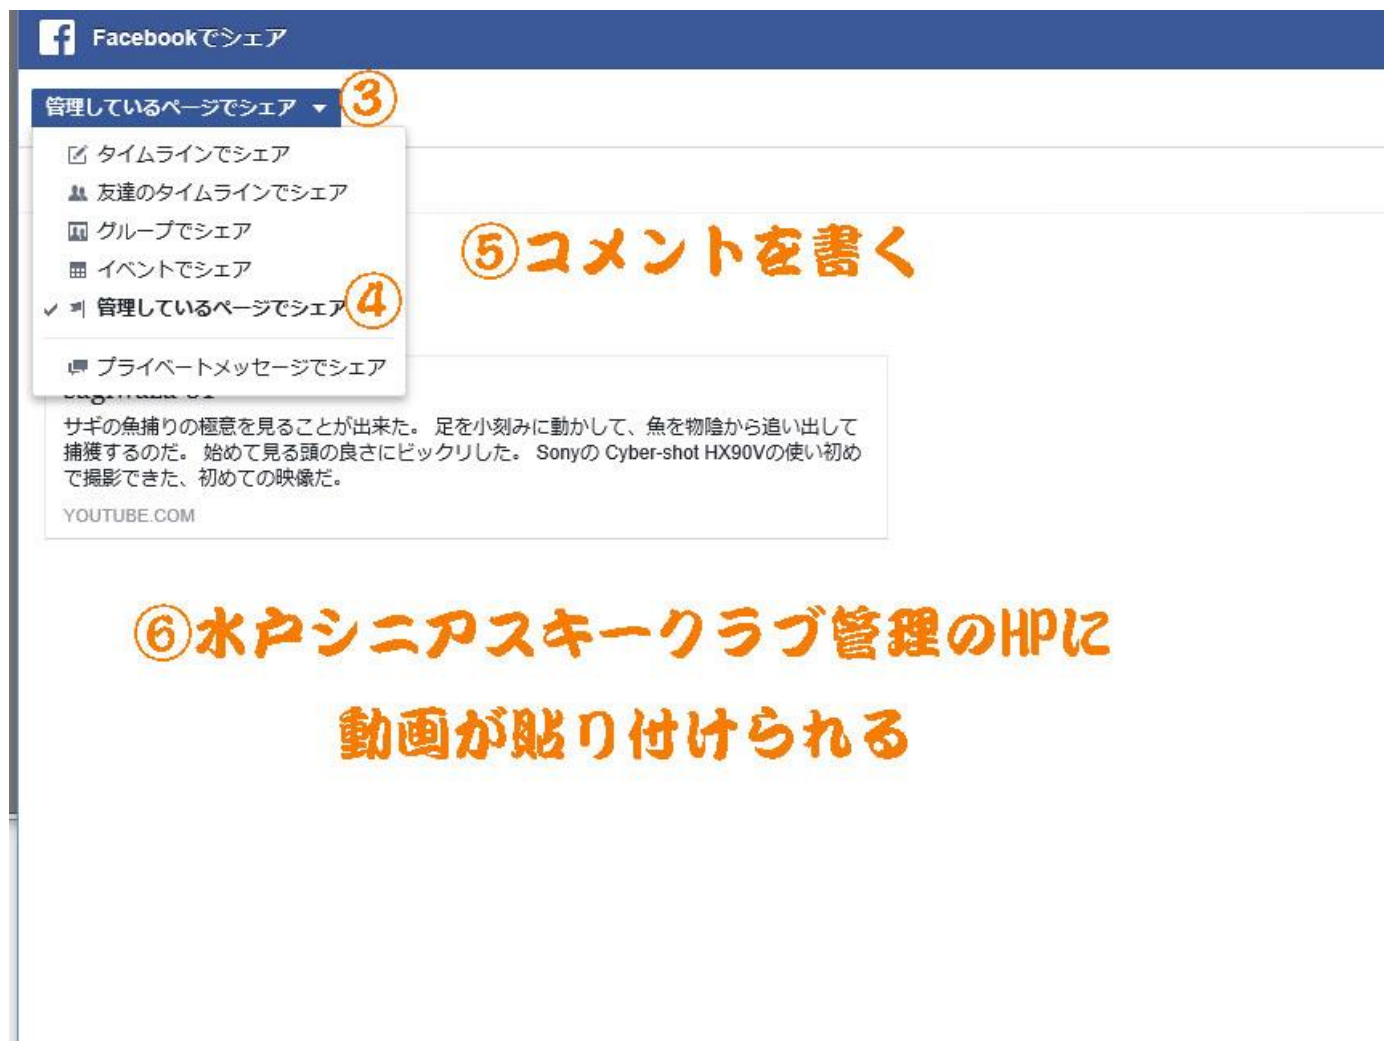 Facebookでシェア
管理しているページでシェア ③
タイムラインでシェア
友達のタイムラインでシェア
グループでシェア
イベントでシェア
管理しているページでシェア ④
プライベートメッセージでシェア
⑤コメントを書く
サギの魚捕りの極意を見ることが出来た。 足を小刻みに動かして、魚を物陰から追い出して
捕獲するのだ。 始めて見る頭の良さにビックリした。 Sonyの Cyber-shot HX90Vの使い初め
で撮影できた、初めての映像だ。
YOUTUBE.COM
⑥水戸シニアスキークラブ管理のHPに
動画が貼り付けられる